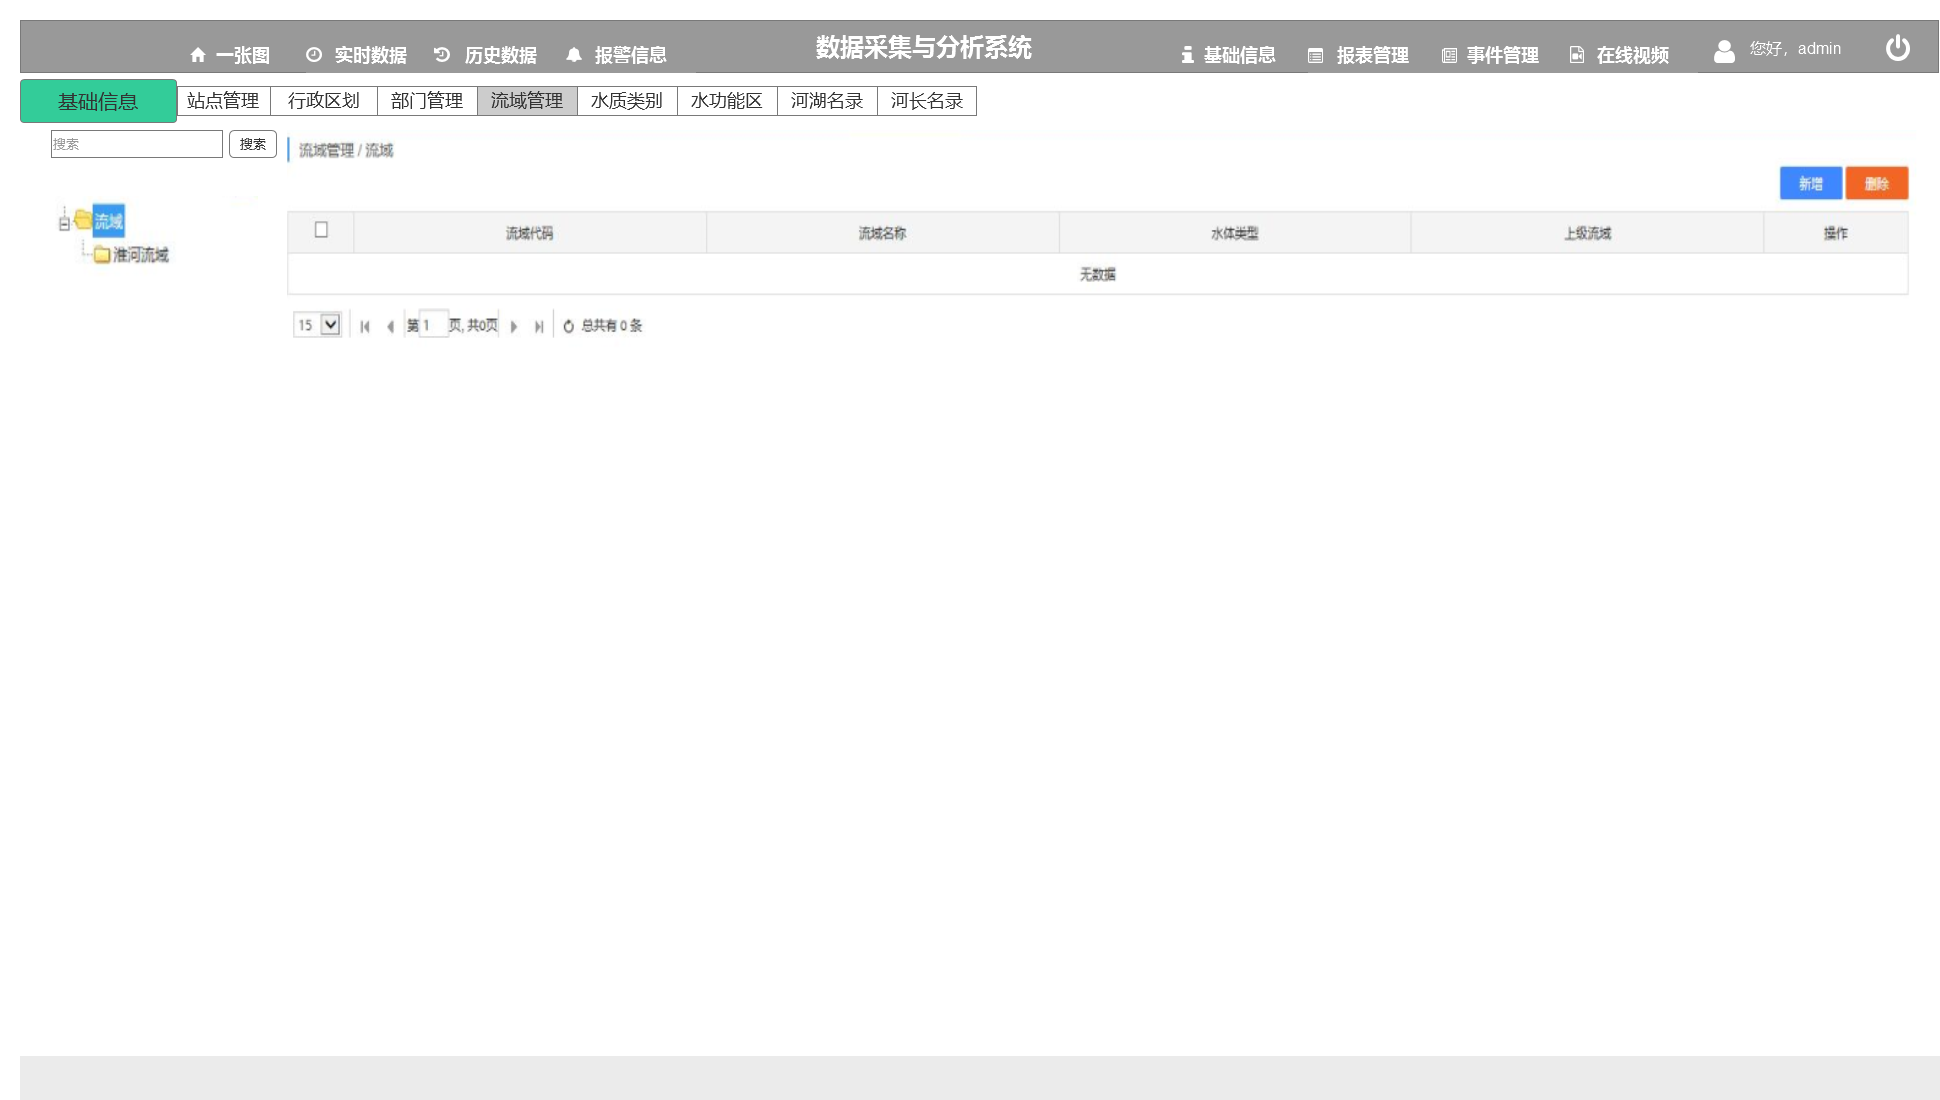 一张图 实时数据 历史数据 报警信息 数据采集与分析系统 基础信息 报表管理 事件管理 在线视频 您好，admin
基础信息 站点管理 行政区划 部门管理 流域管理 水质类别 水功能区 河湖名录 河长名录
搜索 搜索 流域管理 / 流域
新增 删除
流域
淮河流域
流域代码 流域名称 水体类型 上级流域 操作
无数据
15 第 1 页, 共0页 总共有 0 条